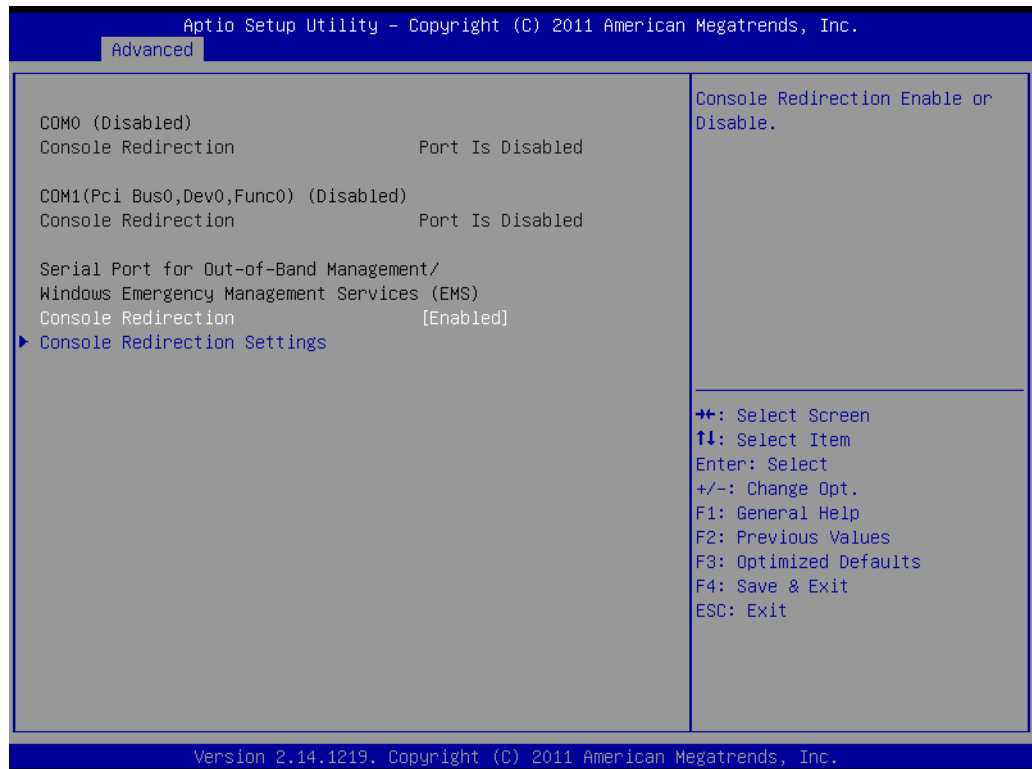 Aptio Setup Utility – Copyright (C) 2011 American Megatrends, Inc.
Advanced
COM0 (Disabled)
Console Redirection Port Is Disabled
COM1(Pci Bus0,Dev0,Func0) (Disabled)
Console Redirection Port Is Disabled
Serial Port for Out-of-Band Management/
Windows Emergency Management Services (EMS)
Console Redirection [Enabled]
Console Redirection Settings
Console Redirection Enable or
Disable.
→←: Select Screen
↑↓: Select Item
Enter: Select
+/-: Change Opt.
F1: General Help
F2: Previous Values
F3: Optimized Defaults
F4: Save & Exit
ESC: Exit
Version 2.14.1219. Copyright (C) 2011 American Megatrends, Inc.